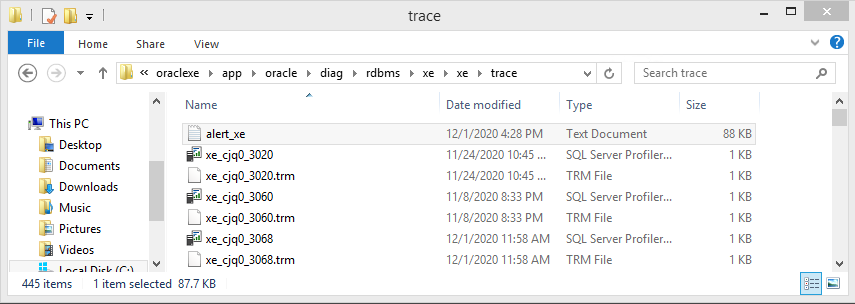 trace
File Home Oracle Share View
« oraclexe app oracle diag rdbms xe xe trace Search trace
Name Date modified Type Size
This PC
Desktop
Documents
Downloads
Music
Pictures
Videos
Local Disk (C:)
alert_xe 12/1/2020 4:28 PM Text Document 88 KB
xe_cjq0_3020 11/24/2020 10:45 ... SQL Server Profiler... 1 KB
xe_cjq0_3020.trm 11/24/2020 10:45 ... TRM File 1 KB
xe_cjq0_3060 11/8/2020 8:33 PM SQL Server Profiler... 1 KB
xe_cjq0_3060.trm 11/8/2020 8:33 PM TRM File 1 KB
xe_cjq0_3068 12/1/2020 11:58 AM SQL Server Profiler... 1 KB
xe_cjq0_3068.trm 12/1/2020 11:58 AM TRM File 1 KB
445 items 1 item selected 87.7 KB